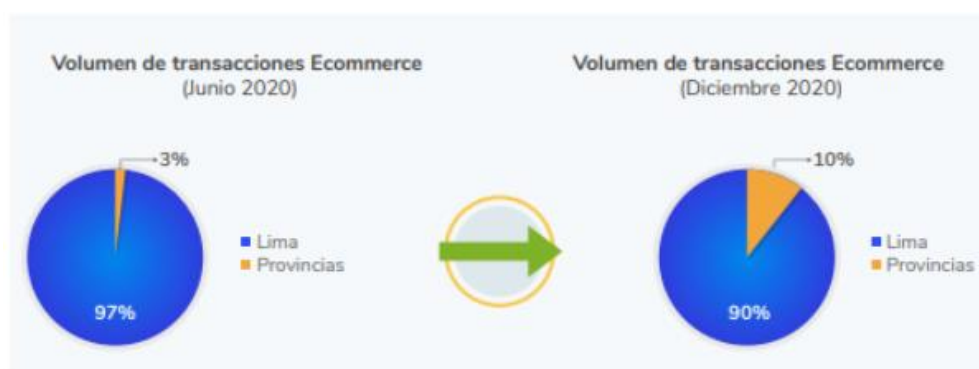 Volumen de transacciones Ecommerce
(Junio 2020)
3%
97%
Lima
Provincias
Volumen de transacciones Ecommerce
(Diciembre 2020)
10%
90%
Lima
Provincias